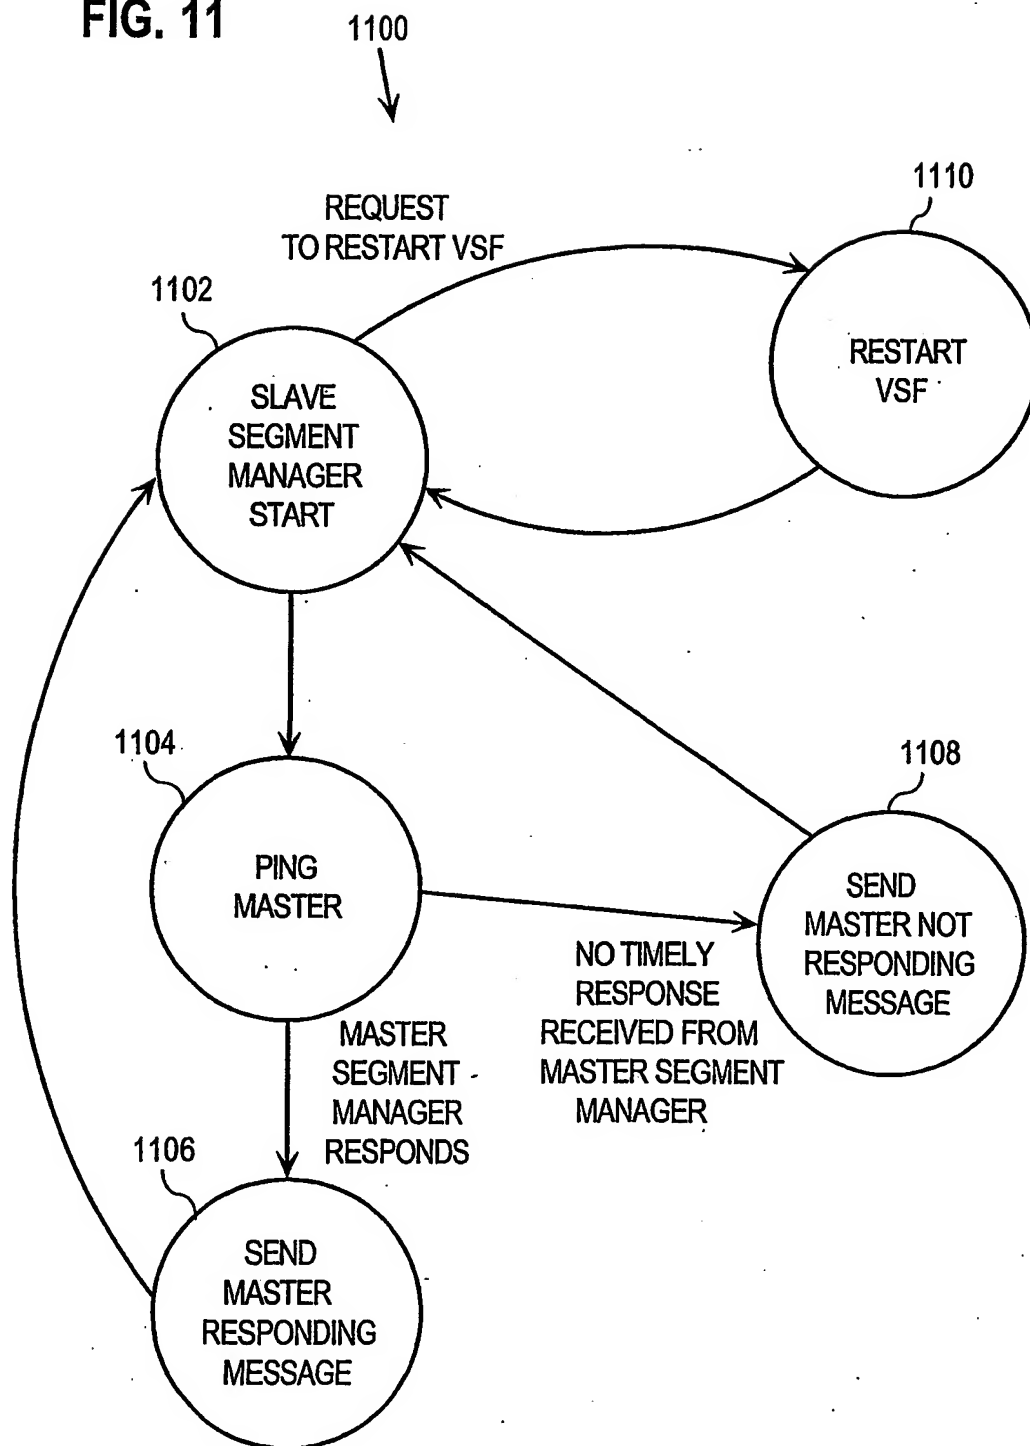 FIG. 11
1100
1110
REQUEST
TO RESTART VSF
1102
RESTART
VSF
SLAVE
SEGMENT
MANAGER
START
1104
1108
PING
MASTER
SEND
MASTER NOT
RESPONDING
MESSAGE
NO TIMELY
RESPONSE
RECEIVED FROM
MASTER SEGMENT
MANAGER
MASTER
SEGMENT
MANAGER
RESPONDS
1106
SEND
MASTER
RESPONDING
MESSAGE